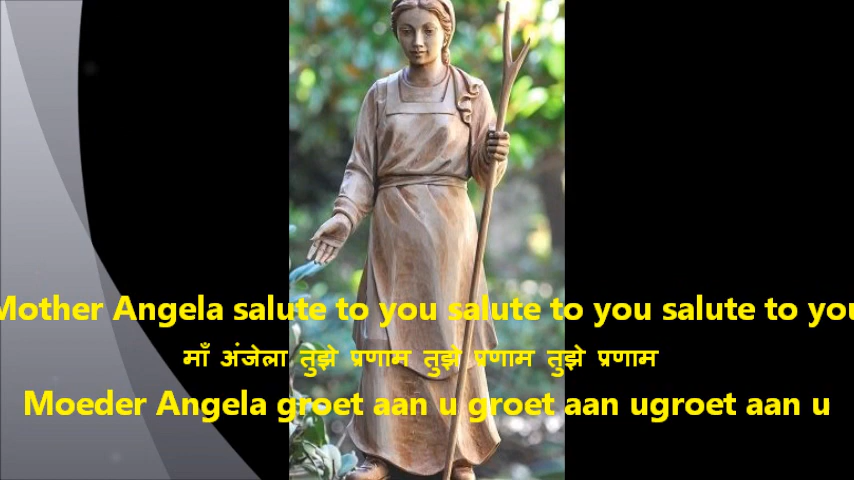 Mother Angela salute to you salute to you salute to you
माँ अंजेला तुझे प्रणाम तुझे प्रणाम तुझे प्रणाम
Moeder Angela groet aan u groet aan ugroet aan u